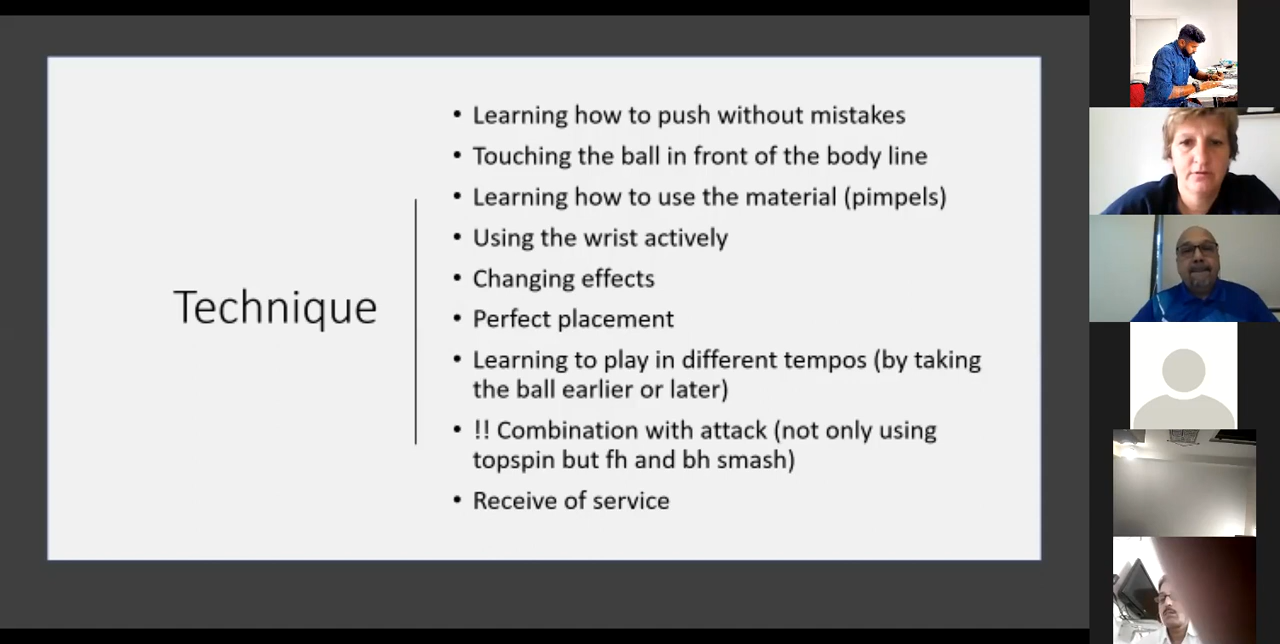 Technique
• Learning how to push without mistakes
• Touching the ball in front of the body line
• Learning how to use the material (pimpels)
• Using the wrist actively
• Changing effects
• Perfect placement
• Learning to play in different tempos (by taking
the ball earlier or later)
• !! Combination with attack (not only using
topspin but fh and bh smash)
• Receive of service